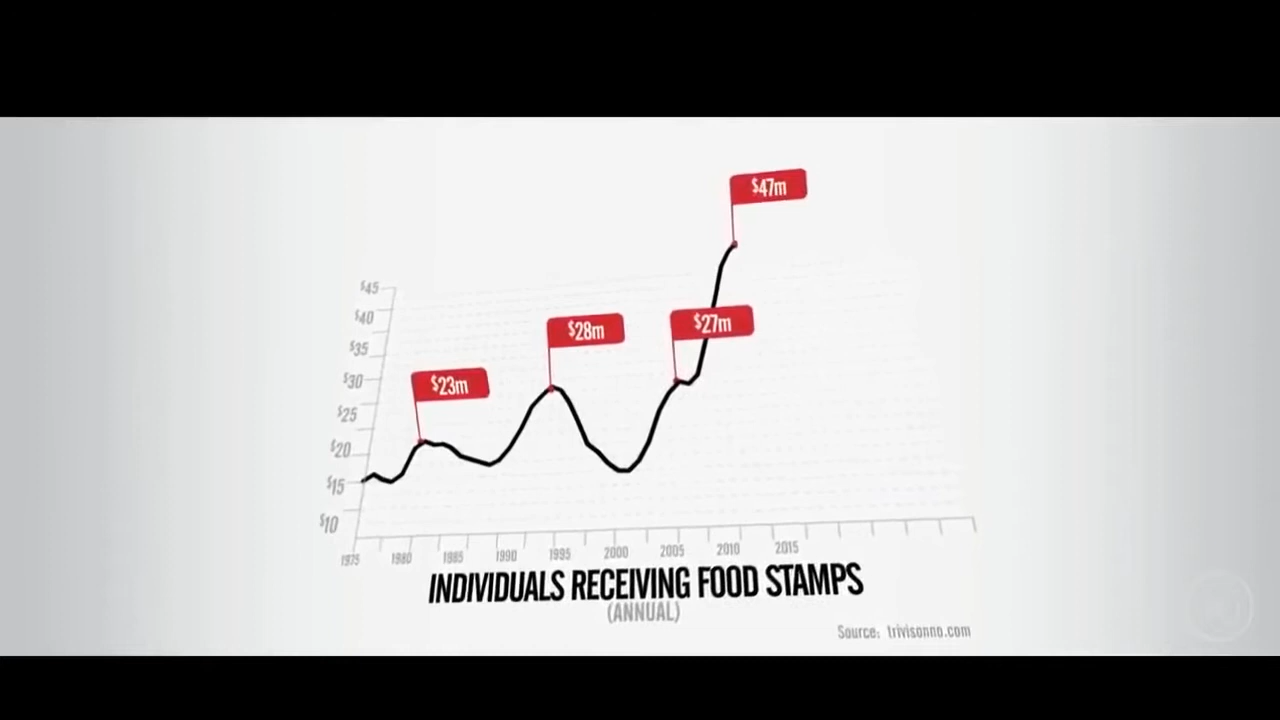 $47m
$28m
$27m
$23m
$45
$40
$35
$30
$25
$20
$15
$10
1975 1980 1985 1990 1995 2000 2005 2010 2015
INDIVIDUALS RECEIVING FOOD STAMPS
(ANNUAL)
Source: trivisonno.com